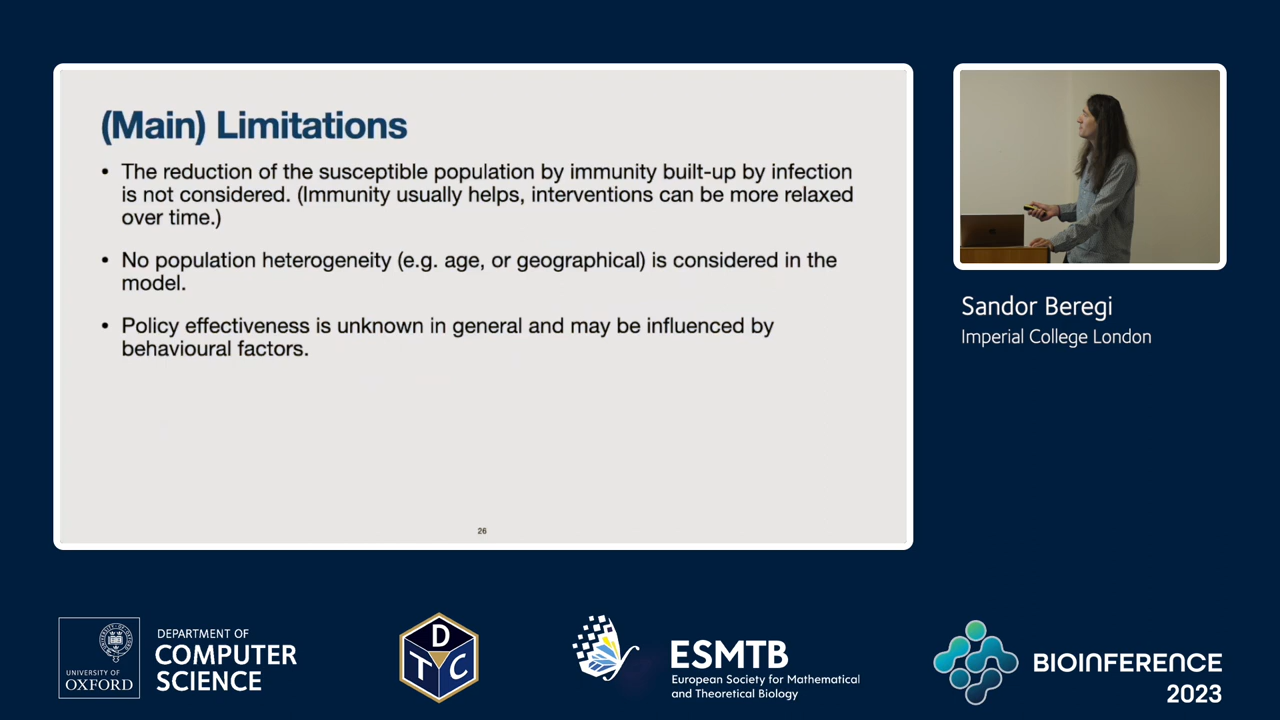 (Main) Limitations
• The reduction of the susceptible population by immunity built-up by infection
is not considered. (Immunity usually helps, interventions can be more relaxed
over time.)
• No population heterogeneity (e.g. age, or geographical) is considered in the
model.
• Policy effectiveness is unknown in general and may be influenced by
behavioural factors.
26
Sandor Beregi
Imperial College London
UNIVERSITY OF
OXFORD
DEPARTMENT OF
COMPUTER
SCIENCE
D
T C
ESMTB
European Society for Mathematical
and Theoretical Biology
BIOINFERENCE
2023